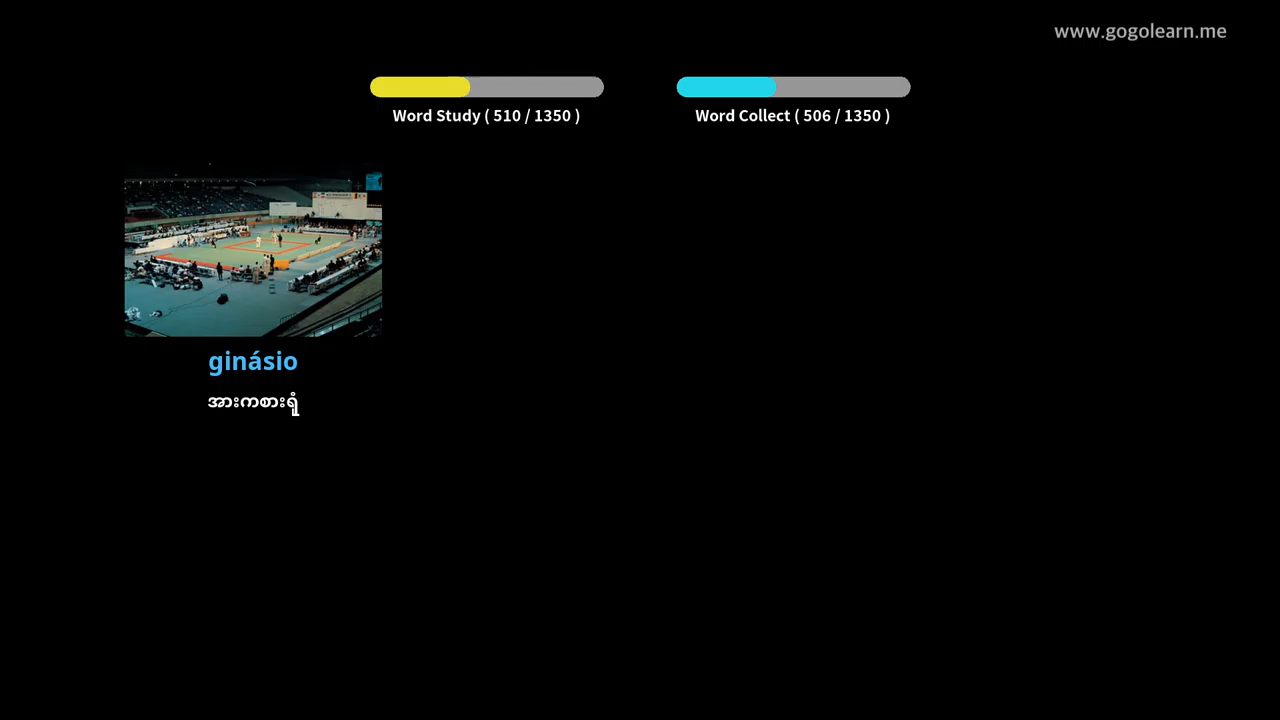 www.gogolearn.me
Word Study ( 510 / 1350 )
Word Collect ( 506 / 1350 )
ginásio
အားကစားရုံ